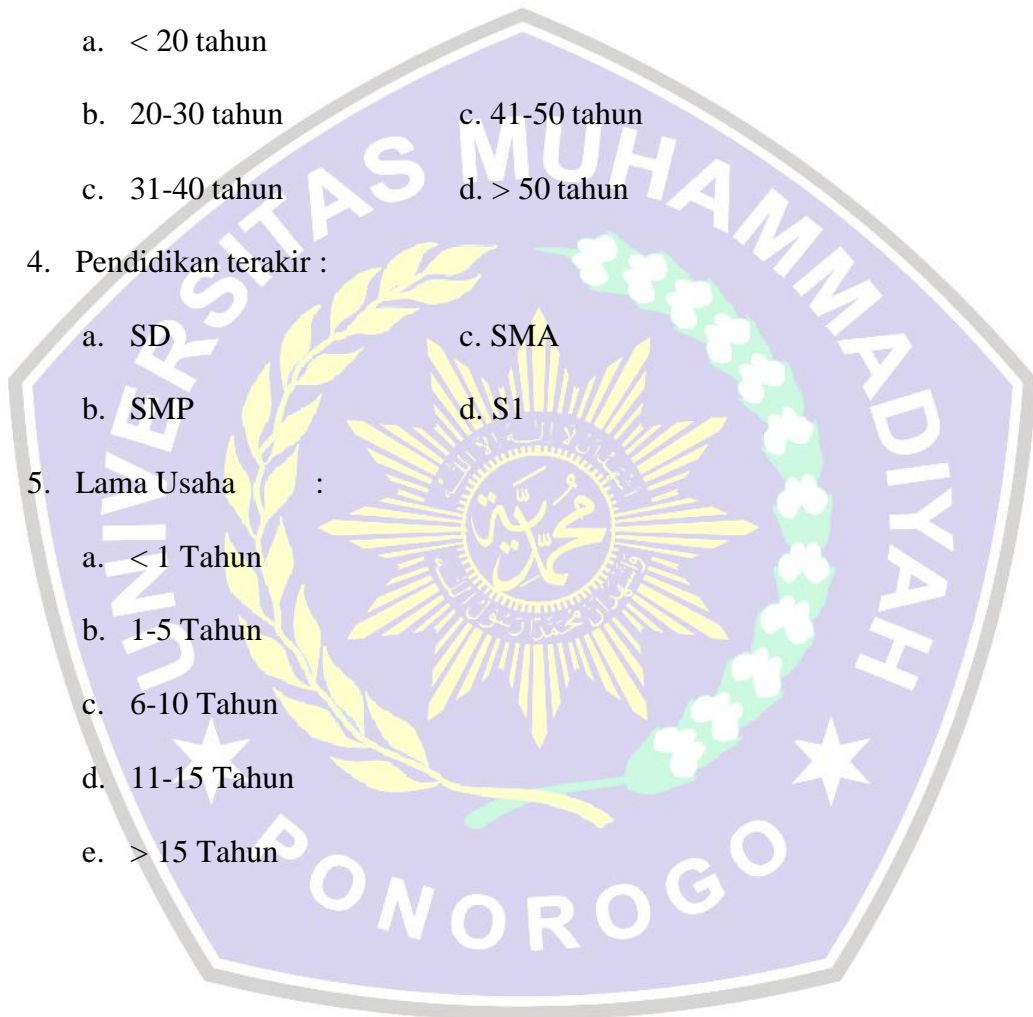 a. < 20 tahun
b. 20-30 tahun c. 41-50 tahun
c. 31-40 tahun d. > 50 tahun
4. Pendidikan terakir :
a. SD c. SMA
b. SMP d. S1
5. Lama Usaha :
a. < 1 Tahun
b. 1-5 Tahun
c. 6-10 Tahun
d. 11-15 Tahun
e. > 15 Tahun
UNIVERSITAS MUHAMMADIYAH
PONOROGO